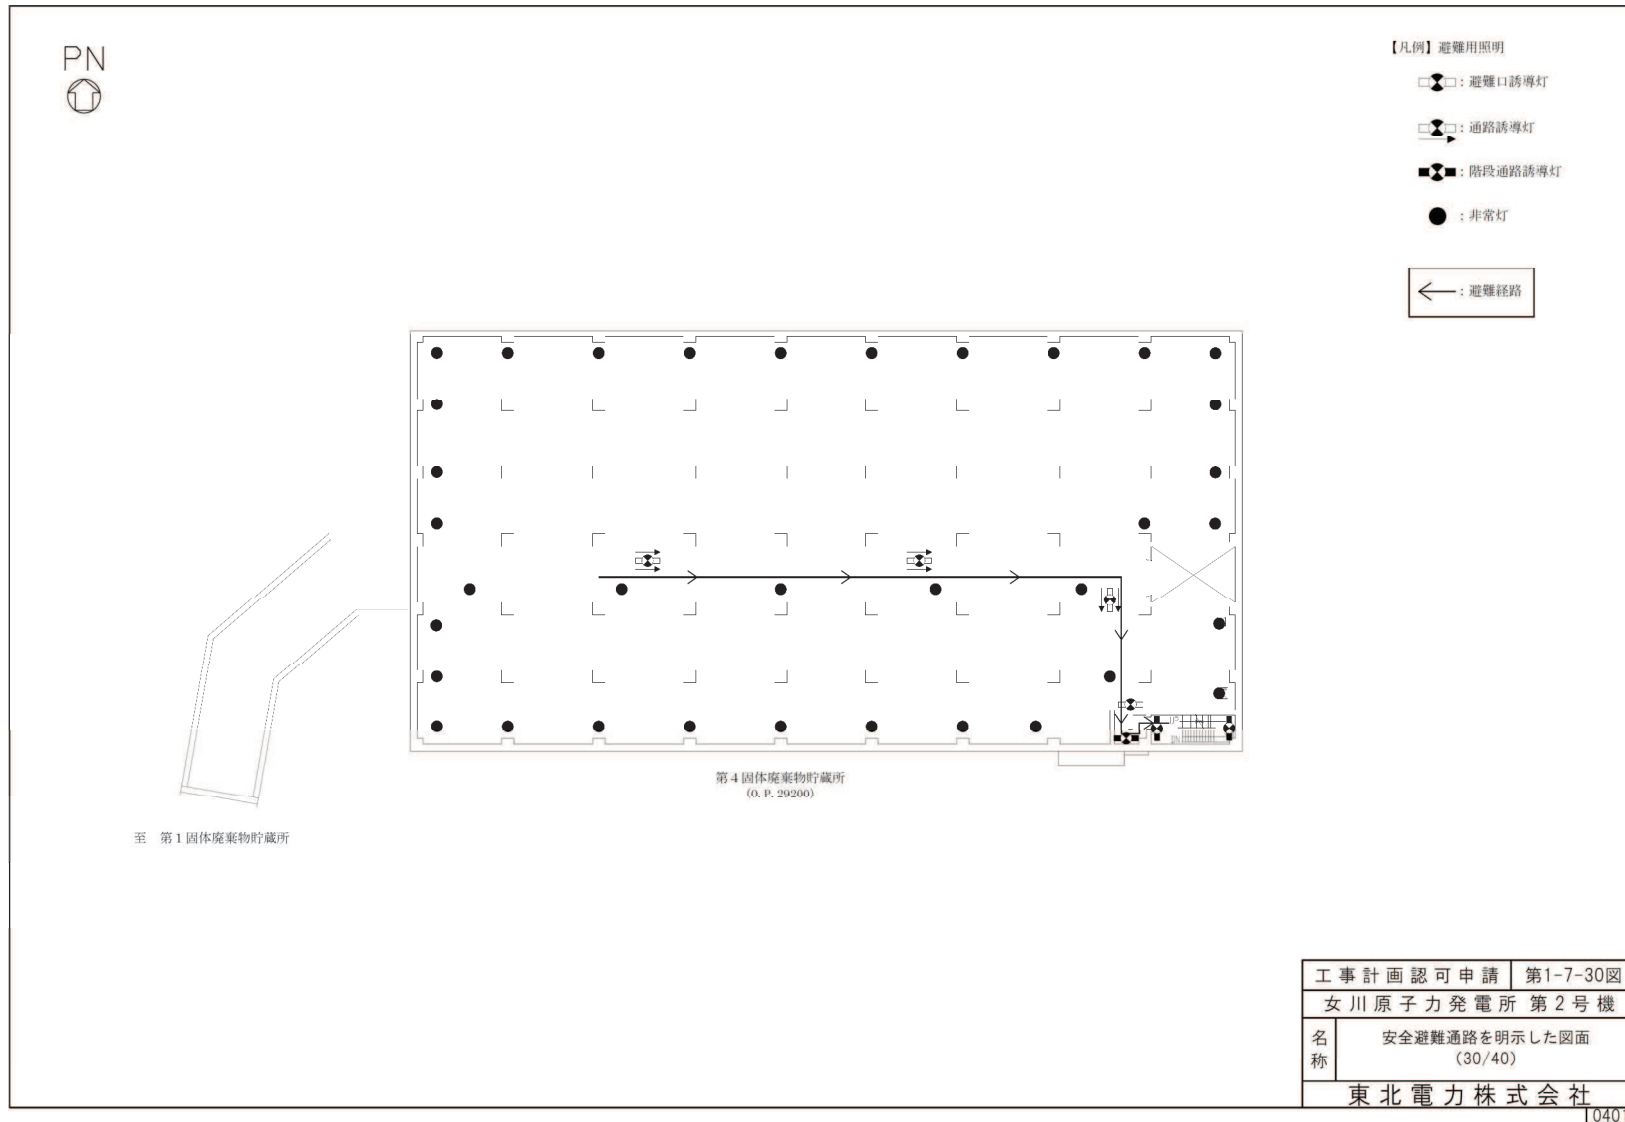 PN
【凡例】避難用照明
：避難口誘導灯
：通路誘導灯
：階段通路誘導灯
：非常灯
：避難経路
第４固体廃棄物貯蔵所
(O. P. 29200)
至　第１固体廃棄物貯蔵所
工事計画認可申請　第1-7-30図
女川原子力発電所 第２号機
名称　安全避難通路を明示した図面
(30/40)
東北電力株式会社
0401